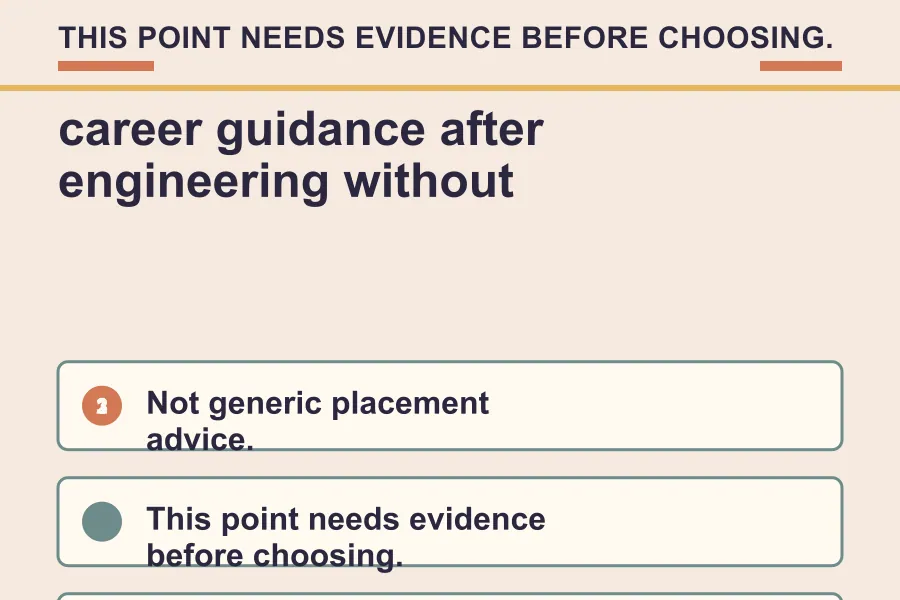 THIS POINT NEEDS EVIDENCE BEFORE CHOOSING.
career guidance after
engineering without
Not generic placement
advice.
This point needs evidence
before choosing.